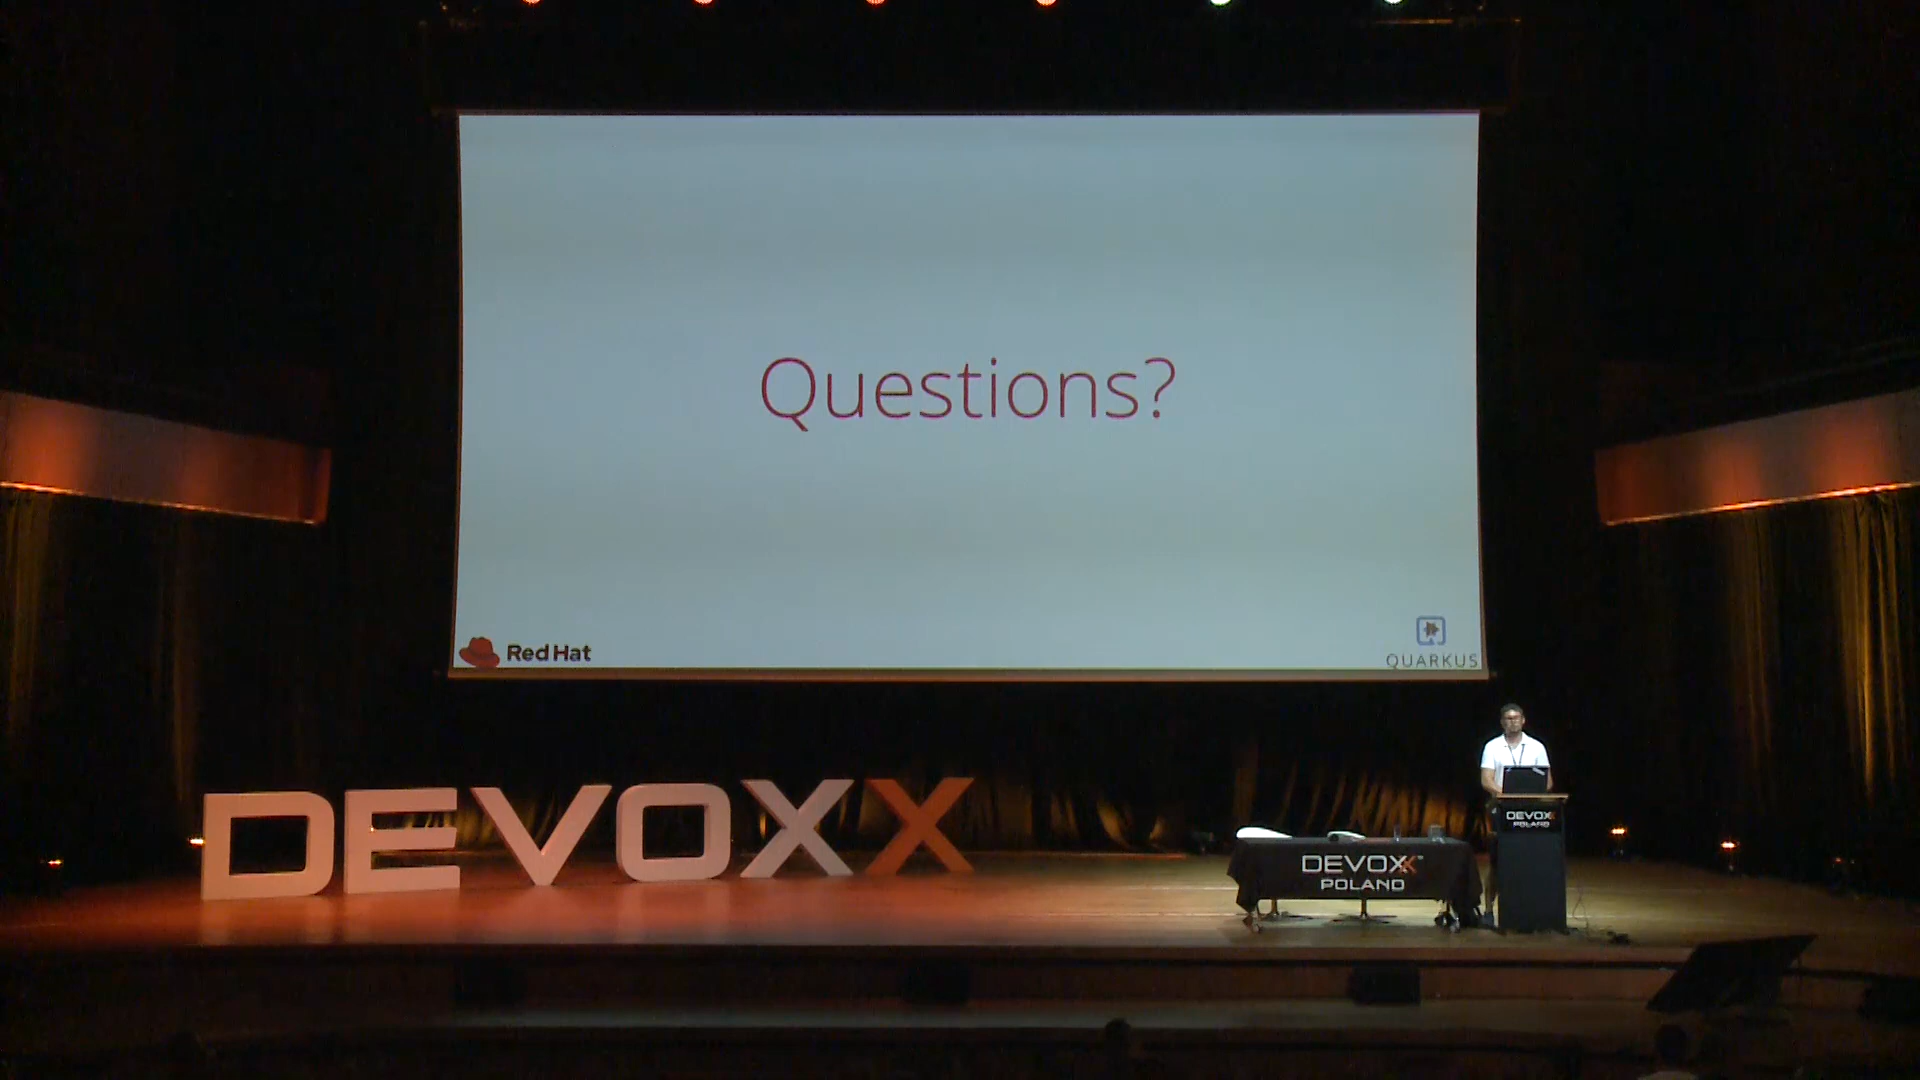 Questions?
Red Hat
QUARKUS
DEVOXX
DEVOXX
POLAND
DEVOXX
POLAND